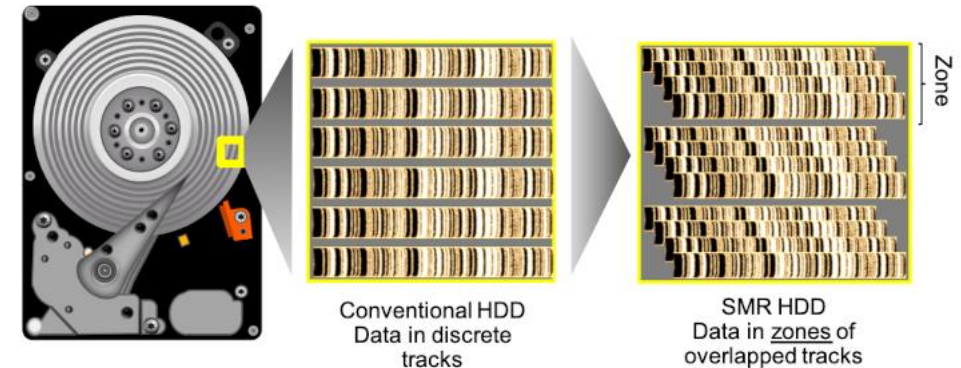 Zone
Conventional HDD
Data in discrete
tracks
SMR HDD
Data in zones of
overlapped tracks